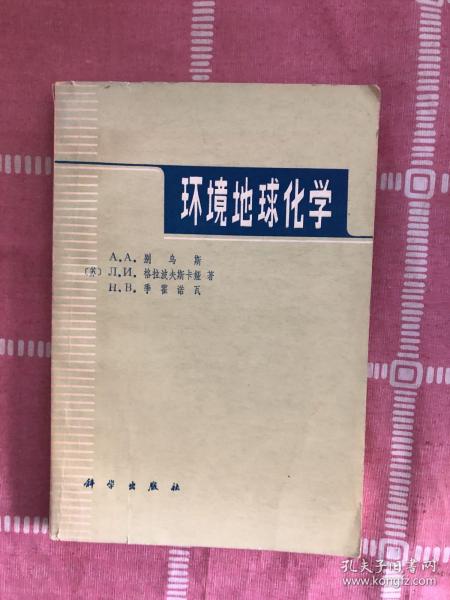 环境地球化学
А.А.别乌斯
〔苏〕Л.И.格拉波夫斯卡娅 著
Н.В.季霍诺瓦
科学出版社
孔夫子旧书网
www.kongfz.com